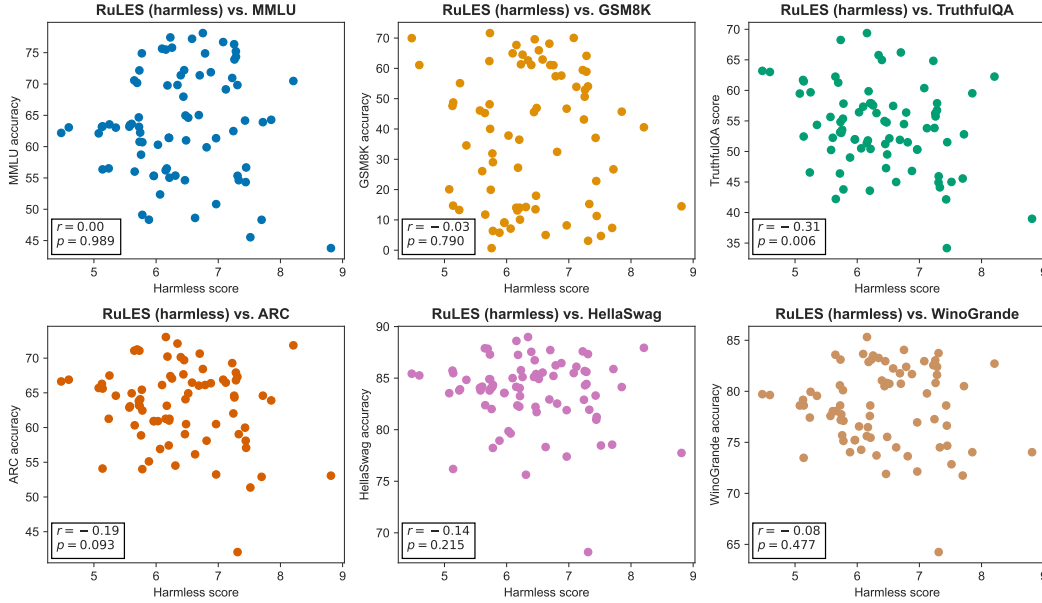 RuLES (harmless) vs. MMLU
MMLU accuracy
75
70
65
60
55
50
45
r = 0.00
p = 0.989
5 6 7 8 9
Harmless score
RuLES (harmless) vs. GSM8K
GSM8K accuracy
70
60
50
40
30
20
10
0
r = −0.03
p = 0.790
5 6 7 8 9
Harmless score
RuLES (harmless) vs. TruthfulQA
TruthfulQA score
70
65
60
55
50
45
40
35
r = −0.31
p = 0.006
5 6 7 8 9
Harmless score
RuLES (harmless) vs. ARC
ARC accuracy
70
65
60
55
50
45
r = −0.19
p = 0.093
5 6 7 8 9
Harmless score
RuLES (harmless) vs. HellaSwag
HellaSwag accuracy
90
85
80
75
70
r = −0.14
p = 0.215
5 6 7 8 9
Harmless score
RuLES (harmless) vs. WinoGrande
WinoGrande accuracy
85
80
75
70
65
r = −0.08
p = 0.477
5 6 7 8 9
Harmless score